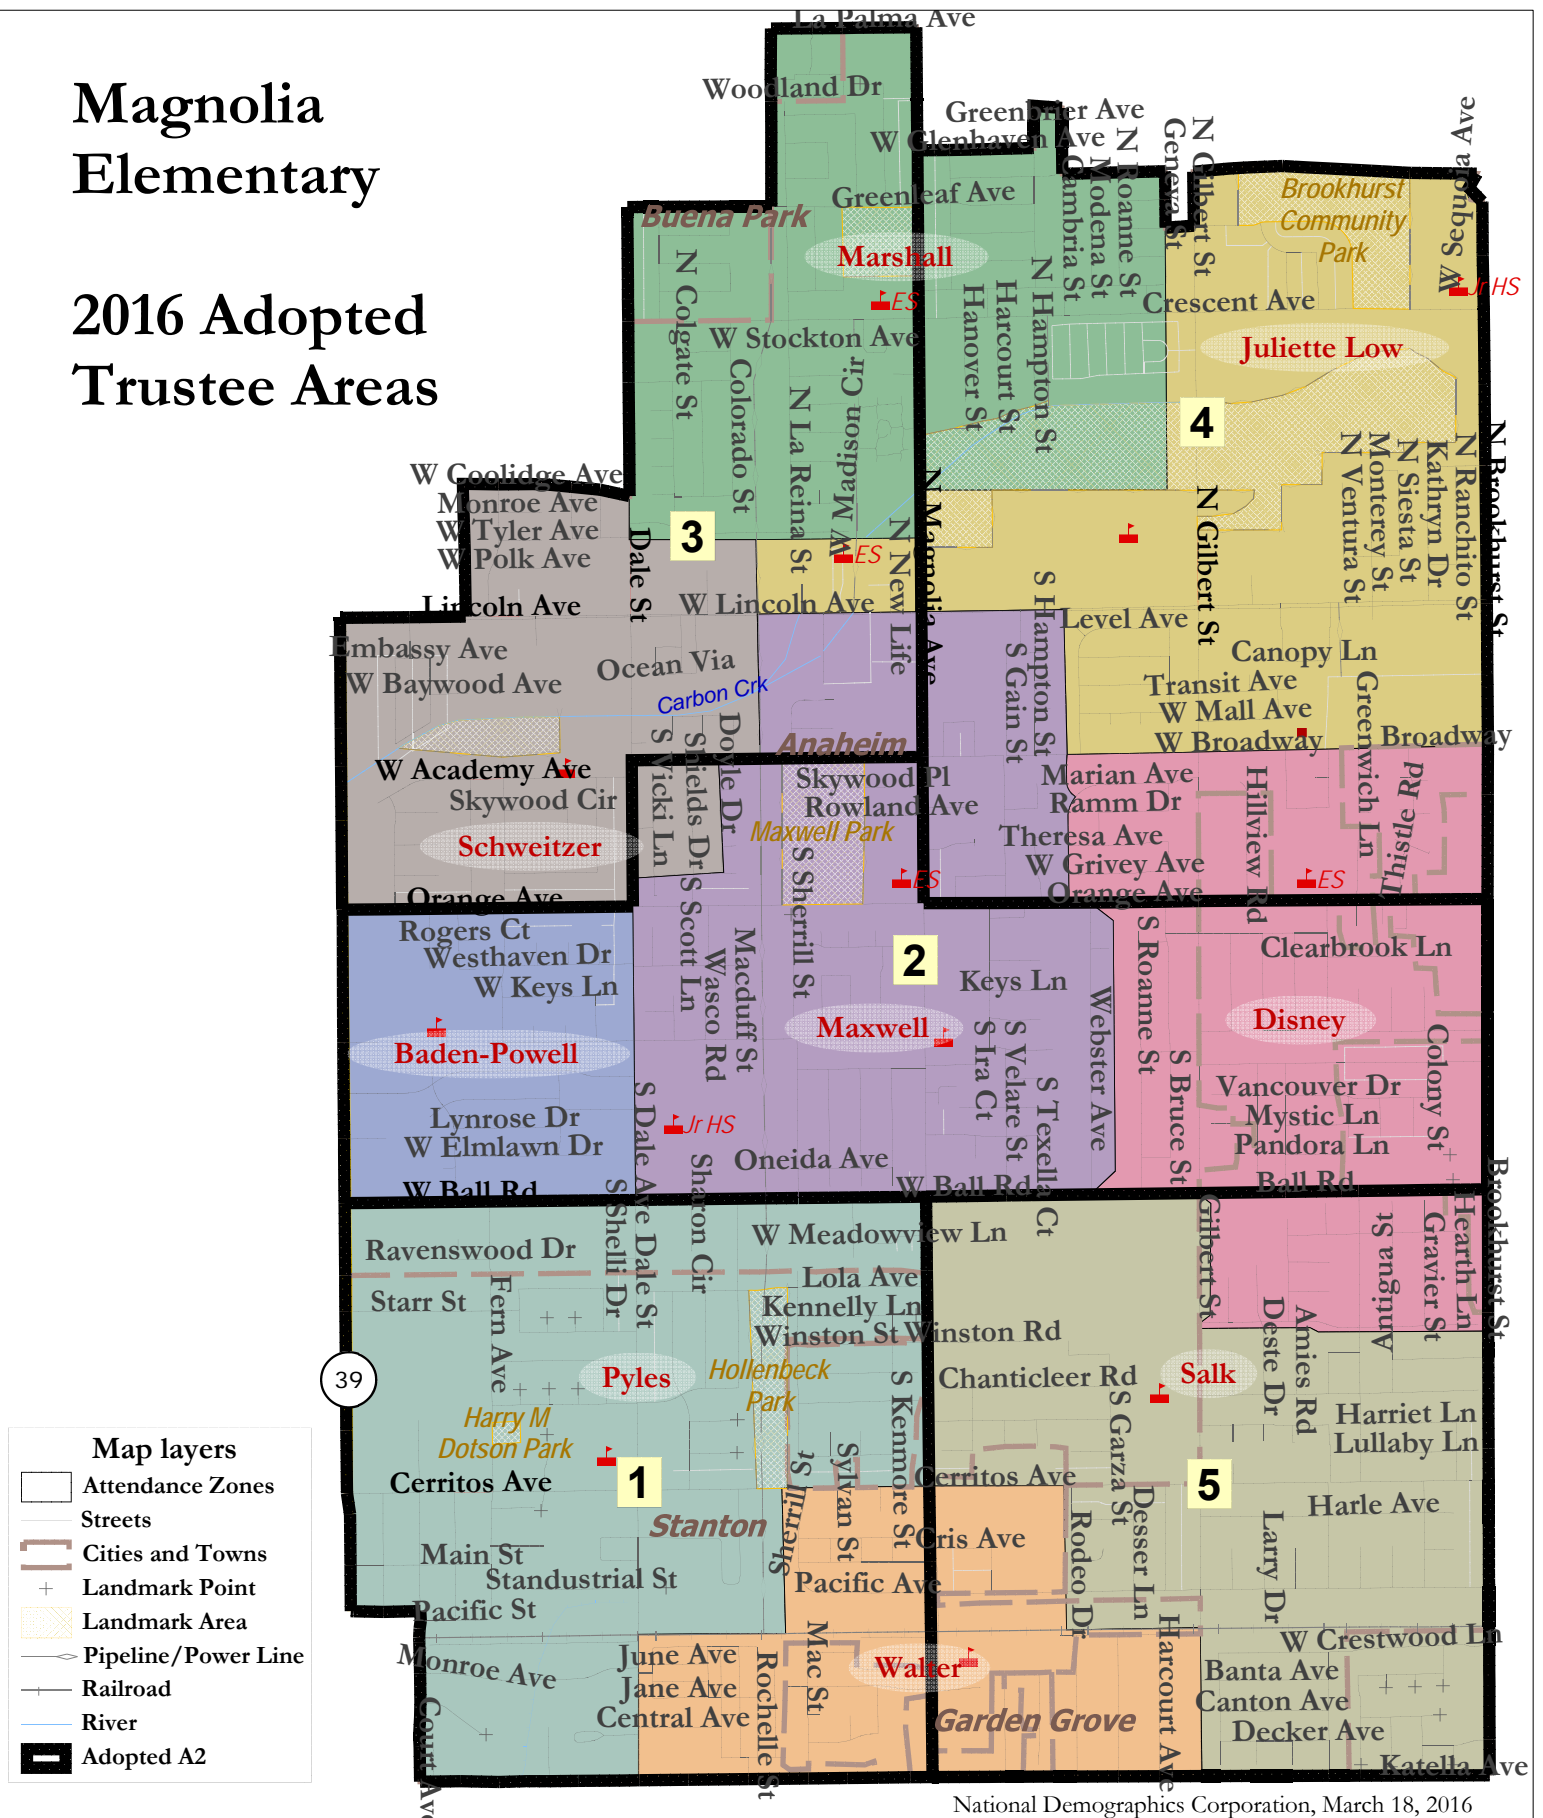 La Palma Ave
Magnolia
Elementary
2016 Adopted
Trustee Areas
Woodland Dr
Greenbrier Ave
W Glenhaven Ave
N Roanne St
Modena St
Cambria St
Geneva St
N Gilbert St
W Sequoia Ave
Greenleaf Ave
Buena Park
Brookhurst
Community
Park
Marshall
ES
Jr HS
Crescent Ave
N Colgate St
W Stockton Ave
Colorado St
N La Reina St
W Madison Cir
Hanover St
Harcourt St
N Hampton St
Juliette Low
4
W Coolidge Ave
Monroe Ave
W Tyler Ave
W Polk Ave
Lincoln Ave
Dale St
3
ES
W Lincoln Ave
N New Life
N Magnolia Ave
N Gilbert St
N Ventura St
Monterey St
N Siesta St
Kathryn Dr
N Ranchito St
N Brookhurst St
Level Ave
Embassy Ave
W Baywood Ave
Ocean Via
Carbon Crk
S Gain St
S Hampton St
Canopy Ln
Transit Ave
W Mall Ave
W Broadway
Broadway
Greenwich Ln
Anaheim
W Academy Ave
Skywood Cir
Schweitzer
Orange Ave
S Vicki Ln
Shields Dr
Doyle Dr
Skywood Pl
Rowland Ave
Maxwell Park
ES
Marian Ave
Ramm Dr
Theresa Ave
W Grivey Ave
Orange Ave
Hillview Rd
Thistle Rd
ES
Rogers Ct
Westhaven Dr
W Keys Ln
Baden-Powell
Lynrose Dr
W Elmlawn Dr
W Ball Rd
S Scott Ln
Wasco Rd
Macduff St
S Sherrill St
2
Keys Ln
Maxwell
S Ira Ct
S Velare St
S Texella Ct
Webster Ave
S Roanne St
S Bruce St
Clearbrook Ln
Disney
Colony St
Vancouver Dr
Mystic Ln
Pandora Ln
Ball Rd
Jr HS
S Dale Ave
Oneida Ave
W Ball Rd
Sharon Cir
S Shelli Dr
Dale St
Ravenswood Dr
Starr St
Fern Ave
W Meadowview Ln
Lola Ave
Kennelly Ln
Winston St
Winston Rd
Gilbert St
Antigua St
Gravier St
Hearth Ln
Brookhurst St
39
Pyles
Hollenbeck
Park
Chanticleer Rd
Salk
Deste Dr
Amies Rd
Harriet Ln
Lullaby Ln
Harry M
Dotson Park
Cerritos Ave
1
S Kenmore St
Sylvan St
Sherrill St
Cerritos Ave
S Garza St
5
Harle Ave
Stanton
Cris Ave
Main St
Standustrial St
Pacific St
Pacific Ave
Rodeo Dr
Desser Ln
Larry Dr
Monroe Ave
June Ave
Jane Ave
Central Ave
Rochelle St
Mac St
Walter
Garden Grove
Harcourt Ave
W Crestwood Ln
Banta Ave
Canton Ave
Decker Ave
Katella Ave
Court Ave
Map layers
Attendance Zones
Streets
Cities and Towns
Landmark Point
Landmark Area
Pipeline/Power Line
Railroad
River
Adopted A2
National Demographics Corporation, March 18, 2016